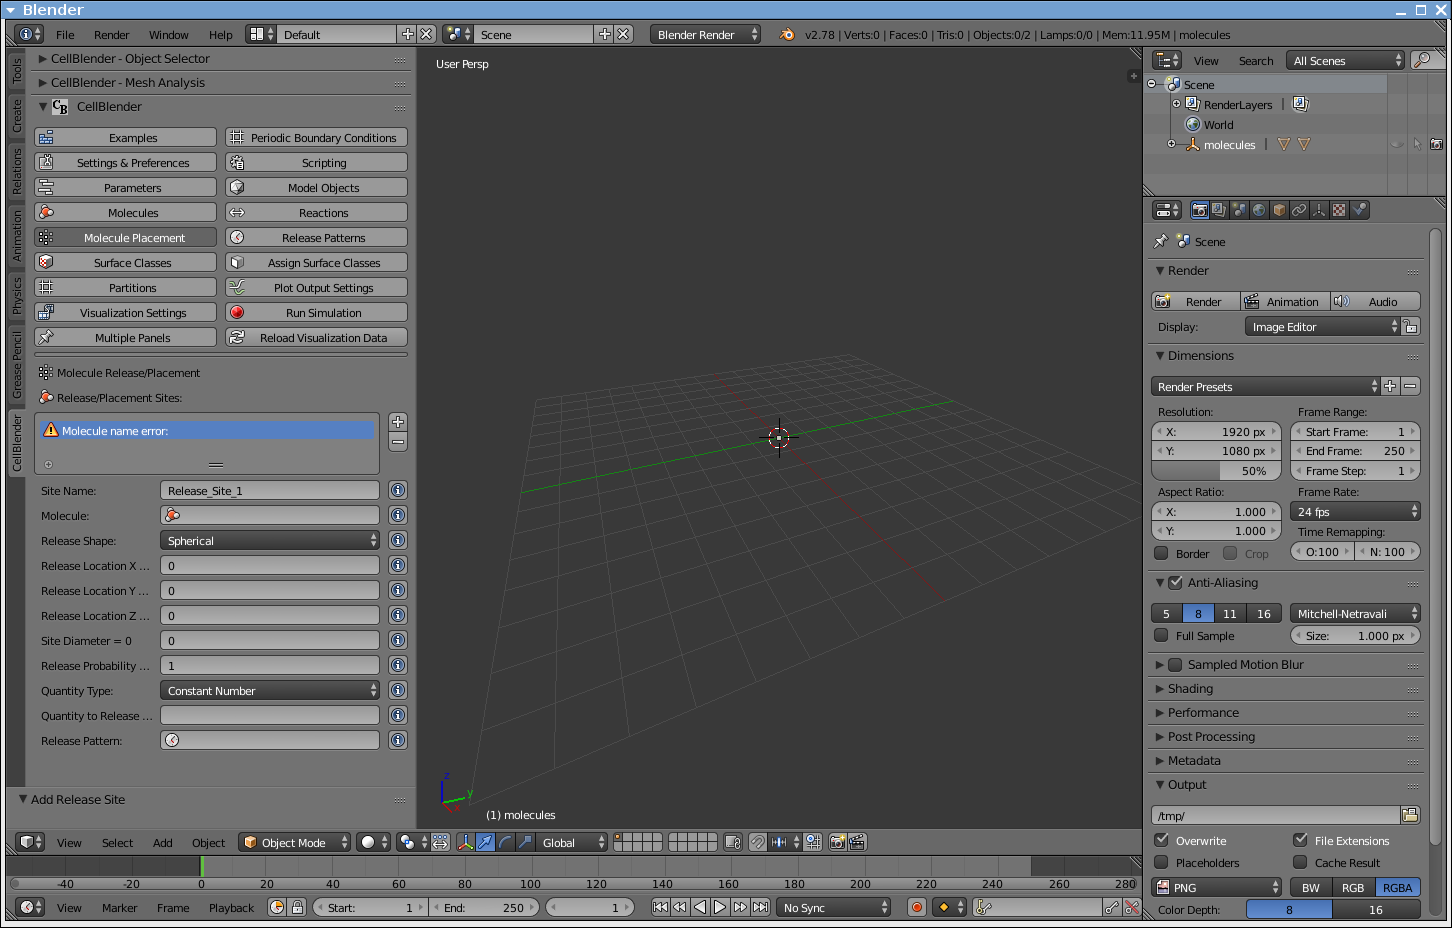 Blender
File Render Window Help Default Scene Blender Render v2.78 | Verts:0 | Faces:0 | Tris:0 | Objects:0/2 | Lamps:0/0 | Mem:11.95M | molecules
Tools
Create
Relations
Animation
Physics
Grease Pencil
CellBlender
CellBlender - Object Selector
CellBlender - Mesh Analysis
CellBlender
Examples Periodic Boundary Conditions
Settings & Preferences Scripting
Parameters Model Objects
Molecules Reactions
Molecule Placement Release Patterns
Surface Classes Assign Surface Classes
Partitions Plot Output Settings
Visualization Settings Run Simulation
Multiple Panels Reload Visualization Data
Molecule Release/Placement
Release/Placement Sites:
Molecule name error:
Site Name: Release_Site_1
Molecule:
Release Shape: Spherical
Release Location X ... 0
Release Location Y ... 0
Release Location Z ... 0
Site Diameter = 0 0
Release Probability ... 1
Quantity Type: Constant Number
Quantity to Release ...
Release Pattern:
Add Release Site
User Persp
z
y
x
(1) molecules
View Select Add Object Object Mode Global
-40 -20 0 20 40 60 80 100 120 140 160 180 200 220 240 260 280
View Marker Frame Playback Start: 1 End: 250 1 No Sync
View Search All Scenes
Scene
RenderLayers |
World
molecules |
Scene
Render
Render Animation Audio
Display: Image Editor
Dimensions
Render Presets
Resolution: Frame Range:
X: 1920 px Start Frame: 1
Y: 1080 px End Frame: 250
50% Frame Step: 1
Aspect Ratio: Frame Rate:
X: 1.000 24 fps
Y: 1.000 Time Remapping:
Border Crop O:100 N: 100
Anti-Aliasing
5 8 11 16 Mitchell-Netravali
Full Sample Size: 1.000 px
Sampled Motion Blur
Shading
Performance
Post Processing
Metadata
Output
/tmp/
Overwrite File Extensions
Placeholders Cache Result
PNG BW RGB RGBA
Color Depth: 8 16